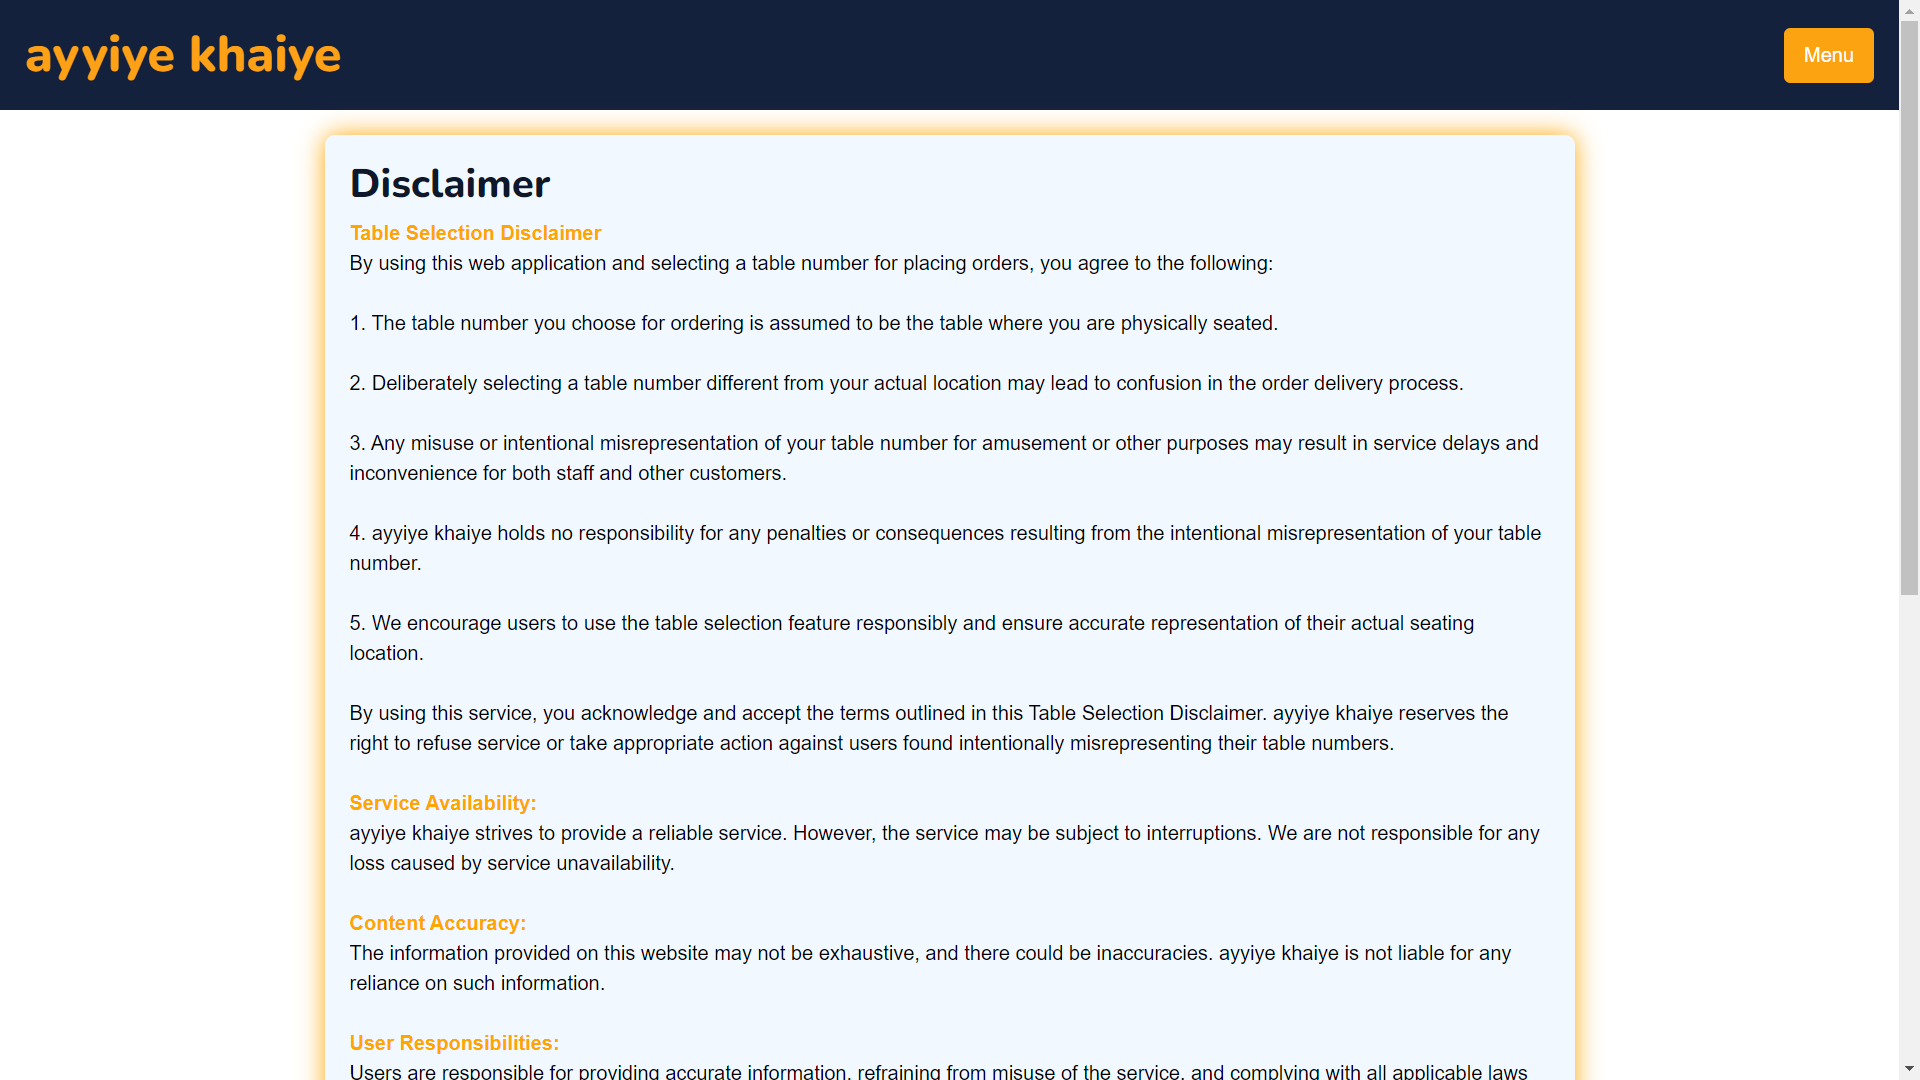 ayyiye khaiye
Menu
Disclaimer
Table Selection Disclaimer
By using this web application and selecting a table number for placing orders, you agree to the following:
1. The table number you choose for ordering is assumed to be the table where you are physically seated.
2. Deliberately selecting a table number different from your actual location may lead to confusion in the order delivery process.
3. Any misuse or intentional misrepresentation of your table number for amusement or other purposes may result in service delays and
inconvenience for both staff and other customers.
4. ayyiye khaiye holds no responsibility for any penalties or consequences resulting from the intentional misrepresentation of your table
number.
5. We encourage users to use the table selection feature responsibly and ensure accurate representation of their actual seating
location.
By using this service, you acknowledge and accept the terms outlined in this Table Selection Disclaimer. ayyiye khaiye reserves the
right to refuse service or take appropriate action against users found intentionally misrepresenting their table numbers.
Service Availability:
ayyiye khaiye strives to provide a reliable service. However, the service may be subject to interruptions. We are not responsible for any
loss caused by service unavailability.
Content Accuracy:
The information provided on this website may not be exhaustive, and there could be inaccuracies. ayyiye khaiye is not liable for any
reliance on such information.
User Responsibilities:
Users are responsible for providing accurate information, refraining from misuse of the service, and complying with all applicable laws